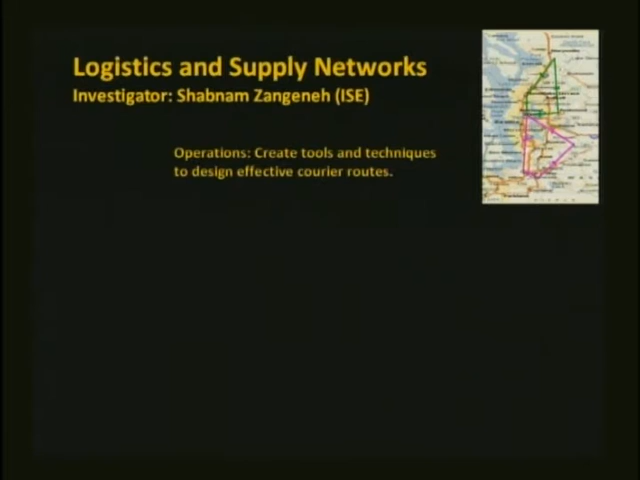 Logistics and Supply Networks
Investigator: Shabnam Zangeneh (ISE)
Operations: Create tools and techniques
to design effective courier routes.